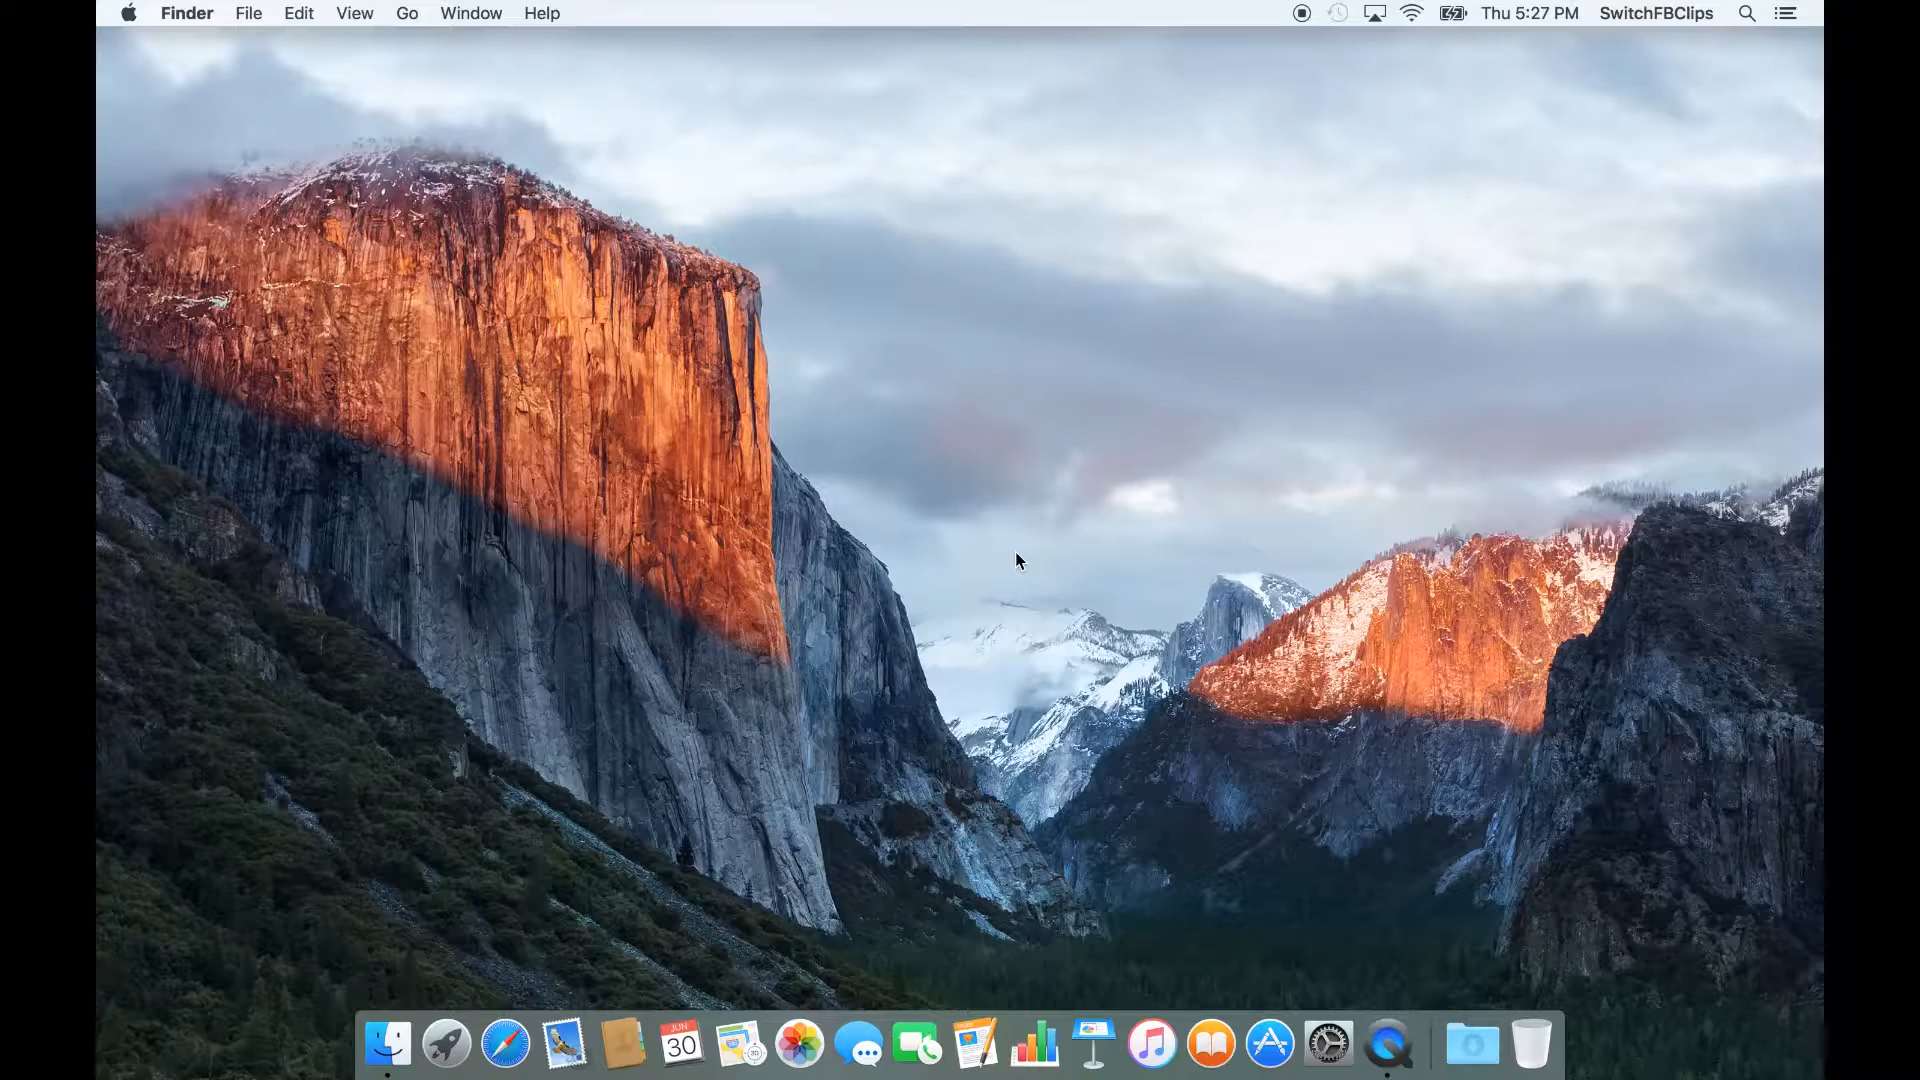 Finder File Edit View Go Window Help Thu 5:27 PM SwitchFBClips
JUN
30